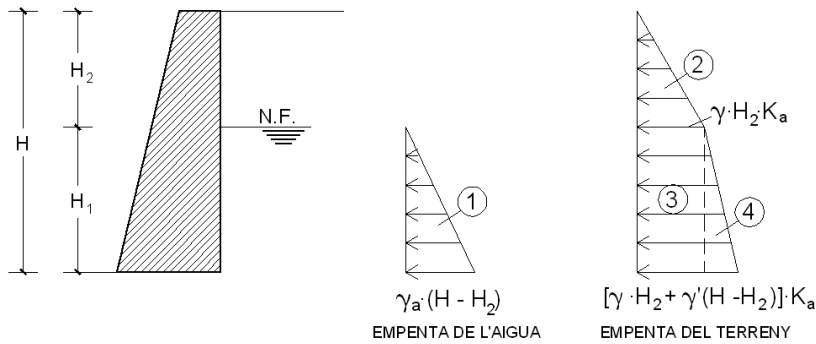 H
H₂
H₁
N.F.
1
γₐ·(H - H₂)
EMPENTA DE L'AIGUA
2
γ·H₂·Kₐ
3
4
[γ·H₂ + γ'(H - H₂)]·Kₐ
EMPENTA DEL TERRENY